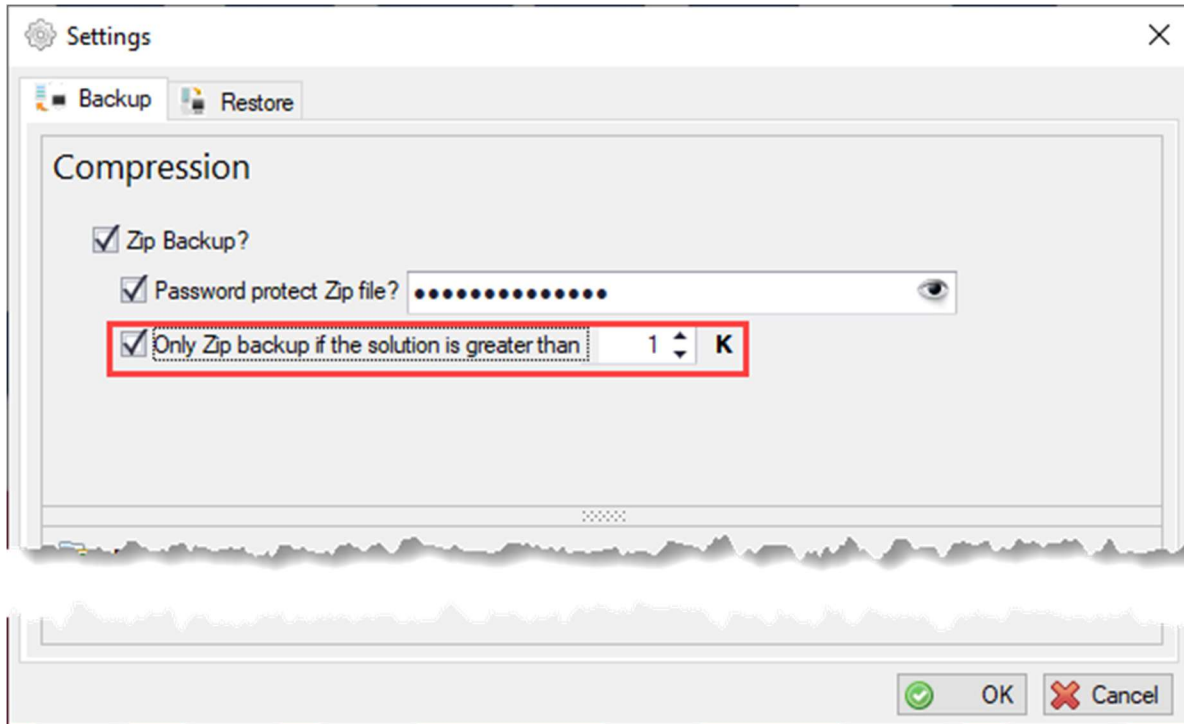 Settings
Backup Restore
Compression
Zip Backup?
Password protect Zip file? ••••••••••••••
Only Zip backup if the solution is greater than 1 K
OK Cancel